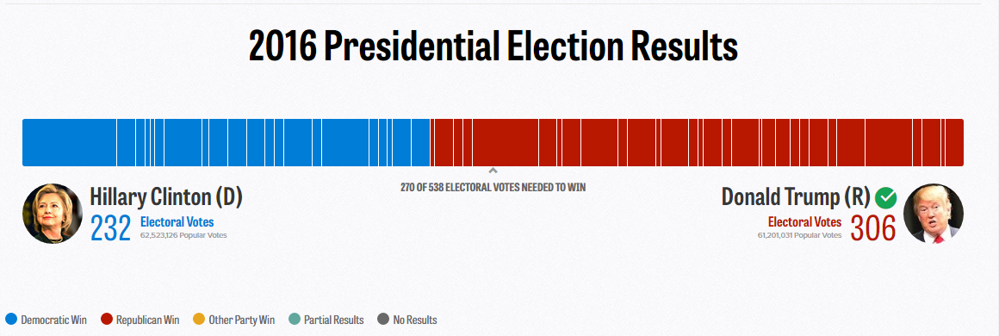 2016 Presidential Election Results
270 OF 538 ELECTORAL VOTES NEEDED TO WIN
Hillary Clinton (D)
232 Electoral Votes
62,523,126 Popular Votes
Donald Trump (R)
Electoral Votes 306
61,201,031 Popular Votes
Democratic Win Republican Win Other Party Win Partial Results No Results